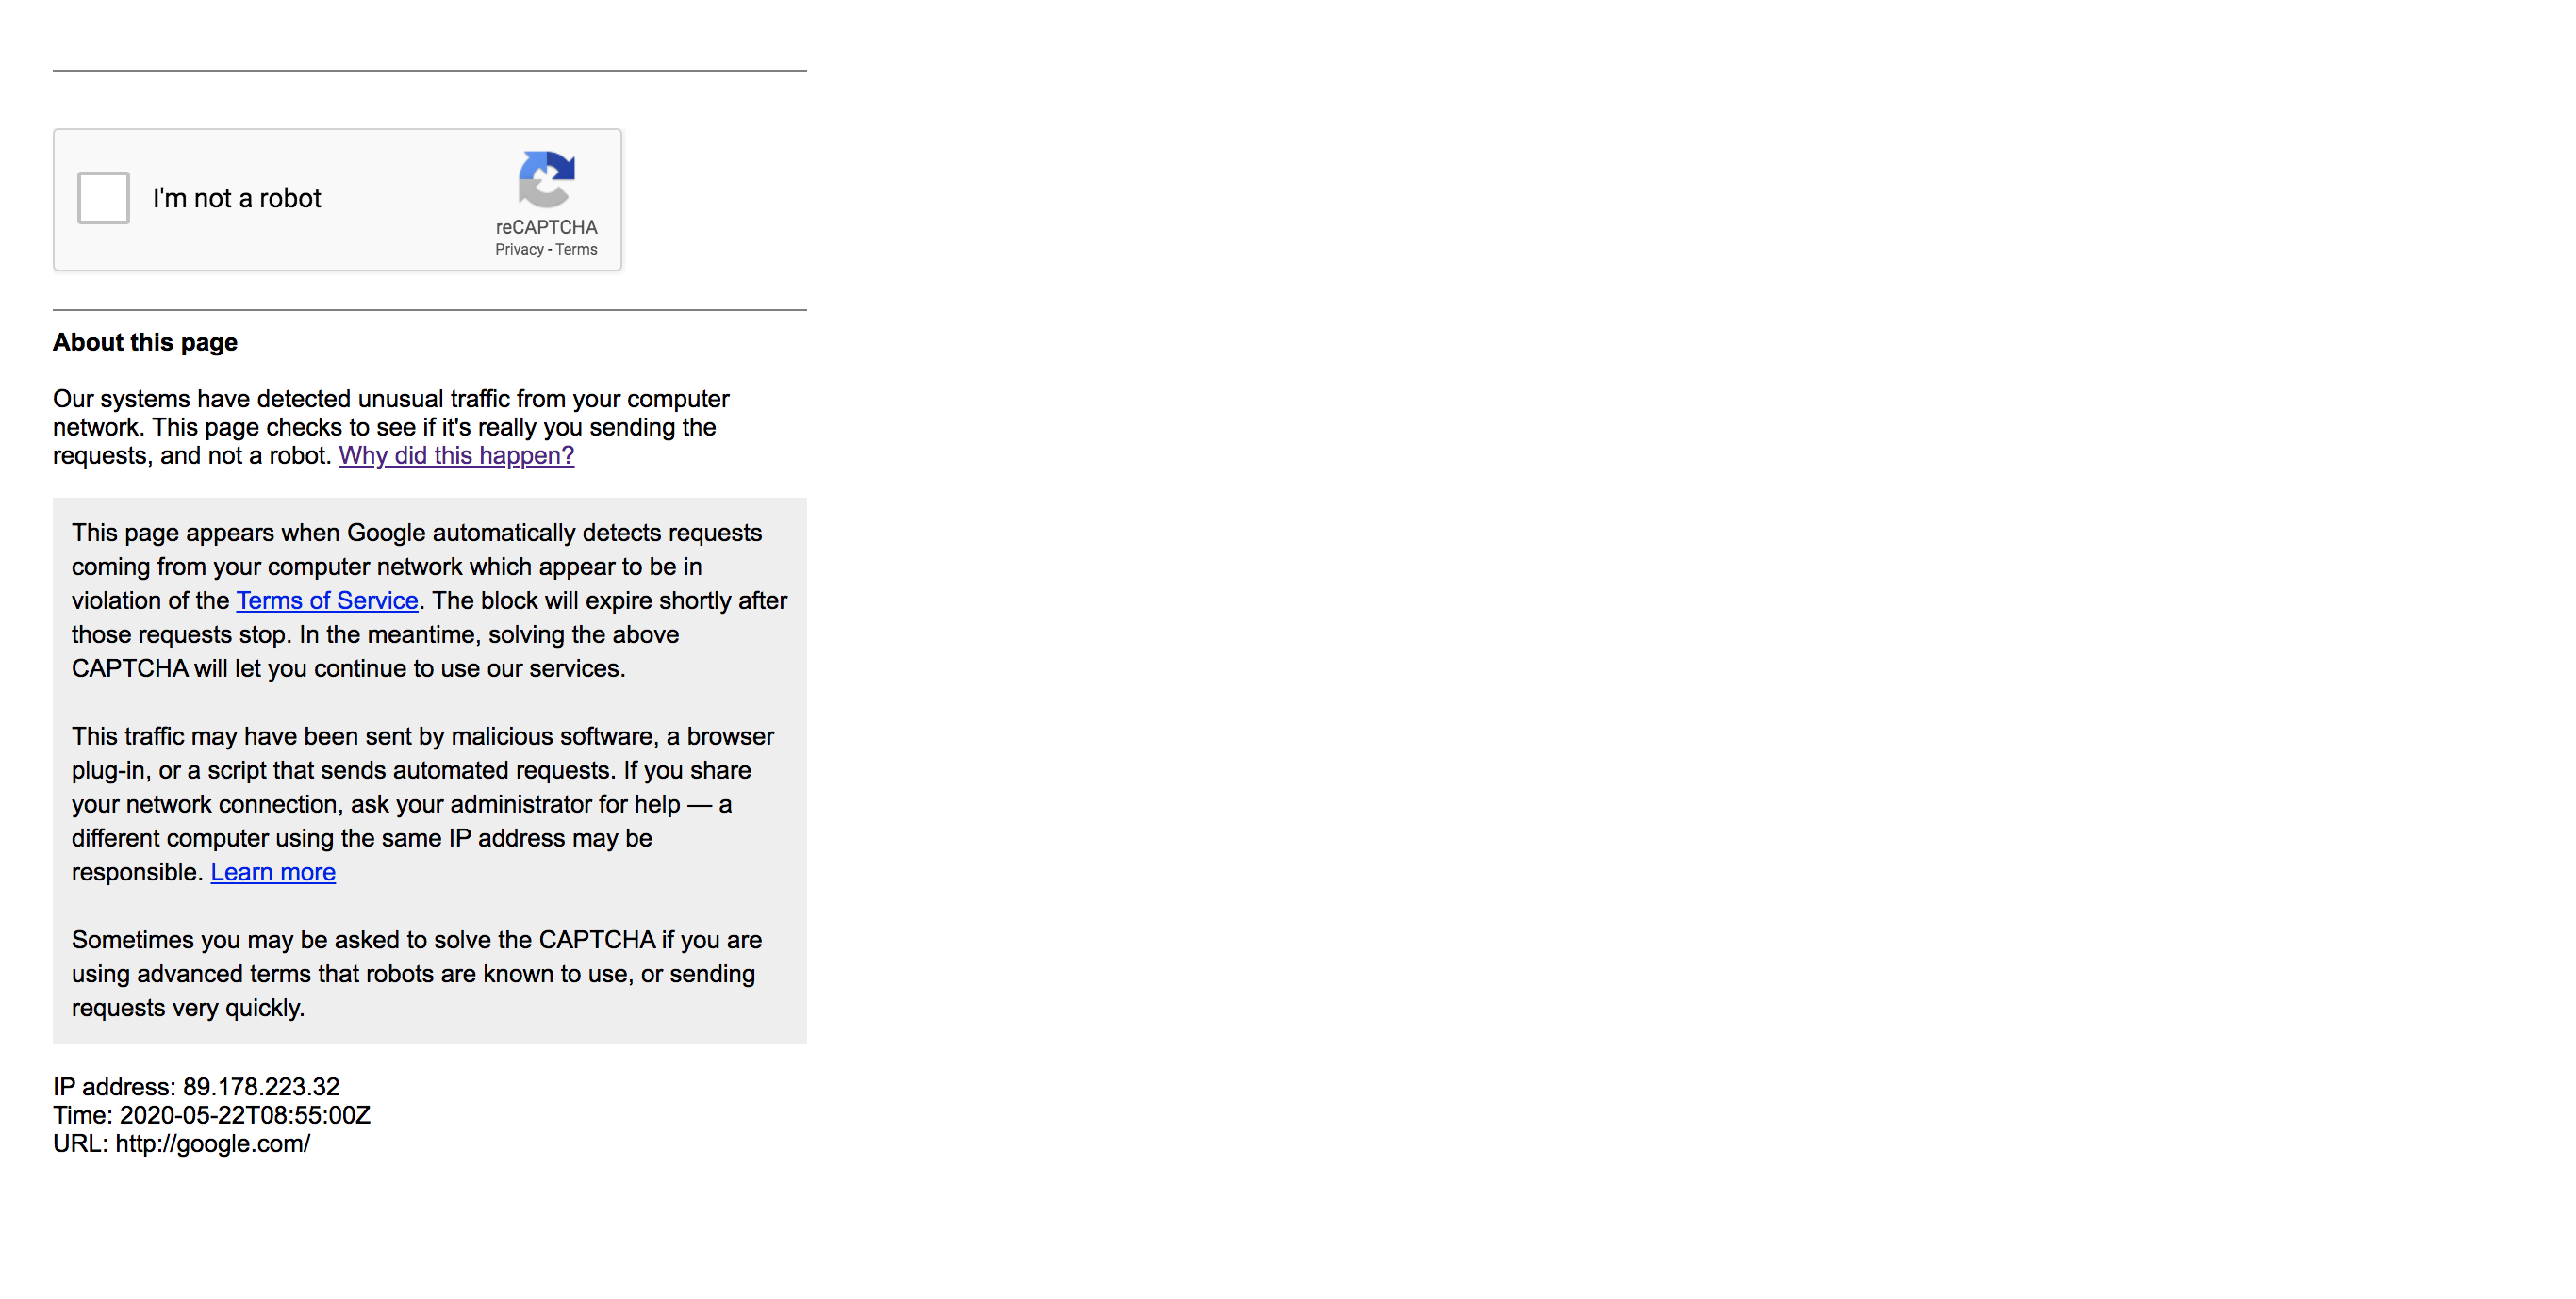 I'm not a robot
reCAPTCHA
Privacy - Terms
About this page
Our systems have detected unusual traffic from your computer
network. This page checks to see if it's really you sending the
requests, and not a robot. Why did this happen?
This page appears when Google automatically detects requests
coming from your computer network which appear to be in
violation of the Terms of Service. The block will expire shortly after
those requests stop. In the meantime, solving the above
CAPTCHA will let you continue to use our services.
This traffic may have been sent by malicious software, a browser
plug-in, or a script that sends automated requests. If you share
your network connection, ask your administrator for help — a
different computer using the same IP address may be
responsible. Learn more
Sometimes you may be asked to solve the CAPTCHA if you are
using advanced terms that robots are known to use, or sending
requests very quickly.
IP address: 89.178.223.32
Time: 2020-05-22T08:55:00Z
URL: http://google.com/